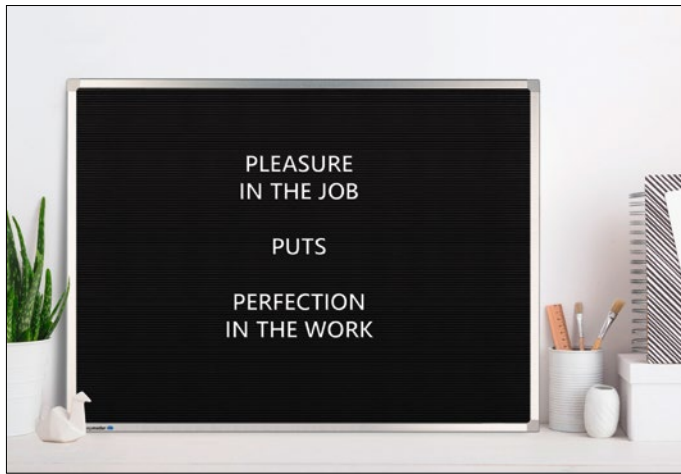 PLEASURE
IN THE JOB
PUTS
PERFECTION
IN THE WORK